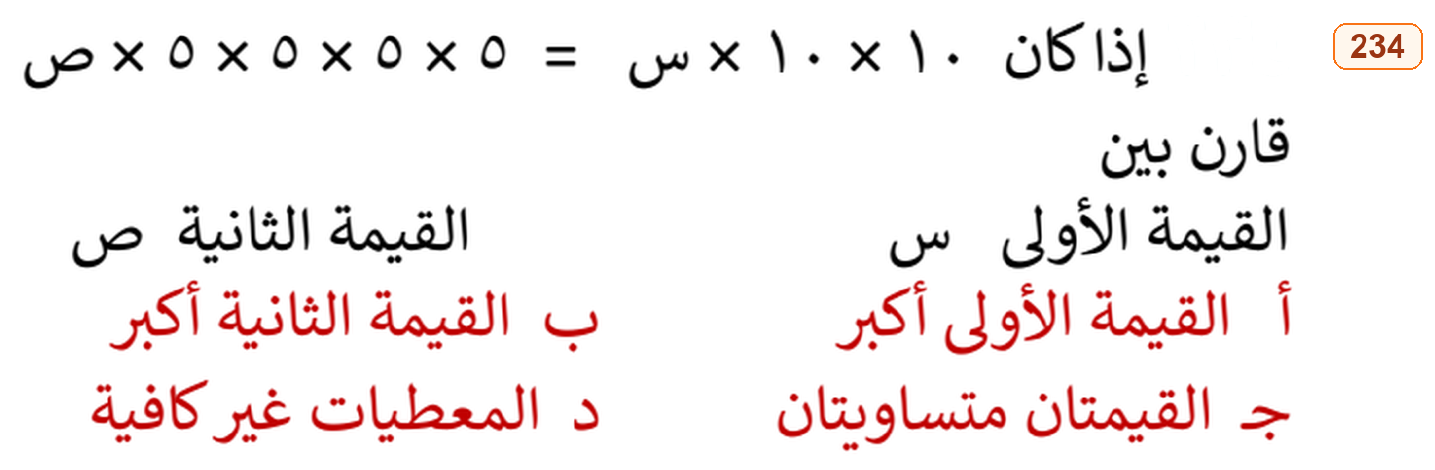 234
إذا كان ١٠ × ١٠ × س = ٥ × ٥ × ٥ × ٥ × ص
قارن بين
القيمة الأولى س القيمة الثانية ص
أ القيمة الأولى أكبر ب القيمة الثانية أكبر
جـ القيمتان متساويتان د المعطيات غير كافية